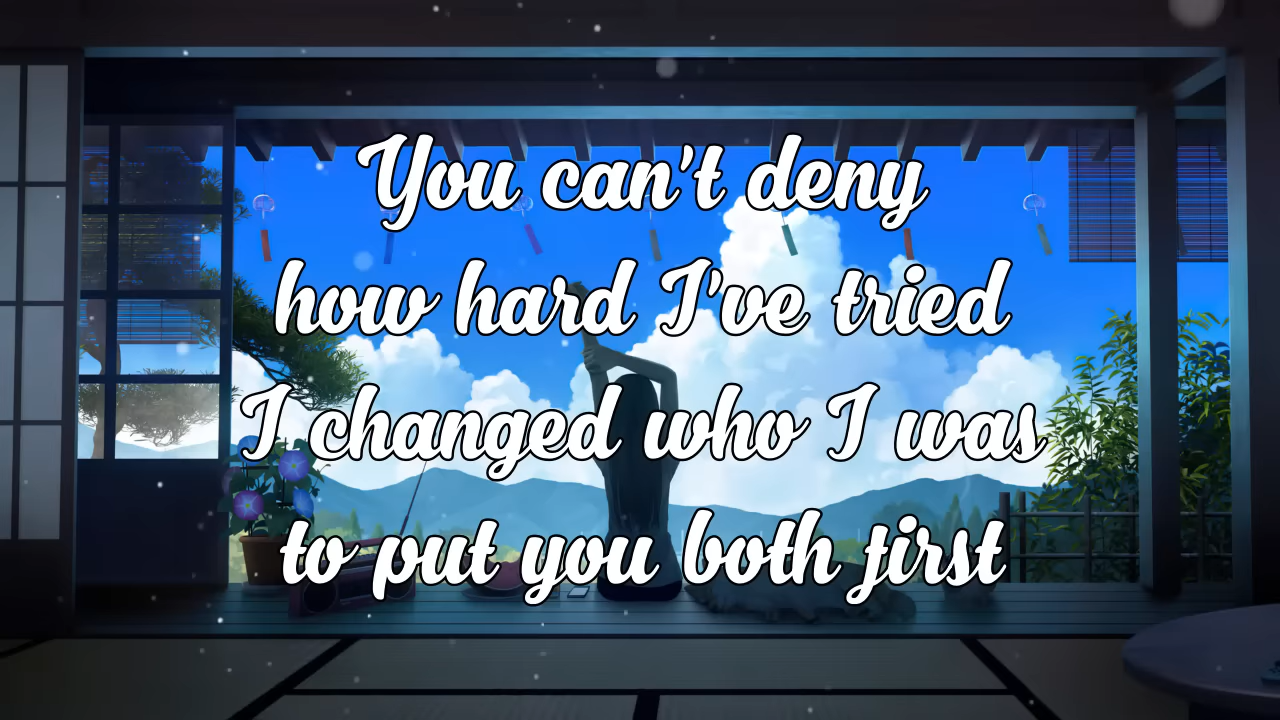 You can't deny
how hard I've tried
I changed who I was
to put you both first